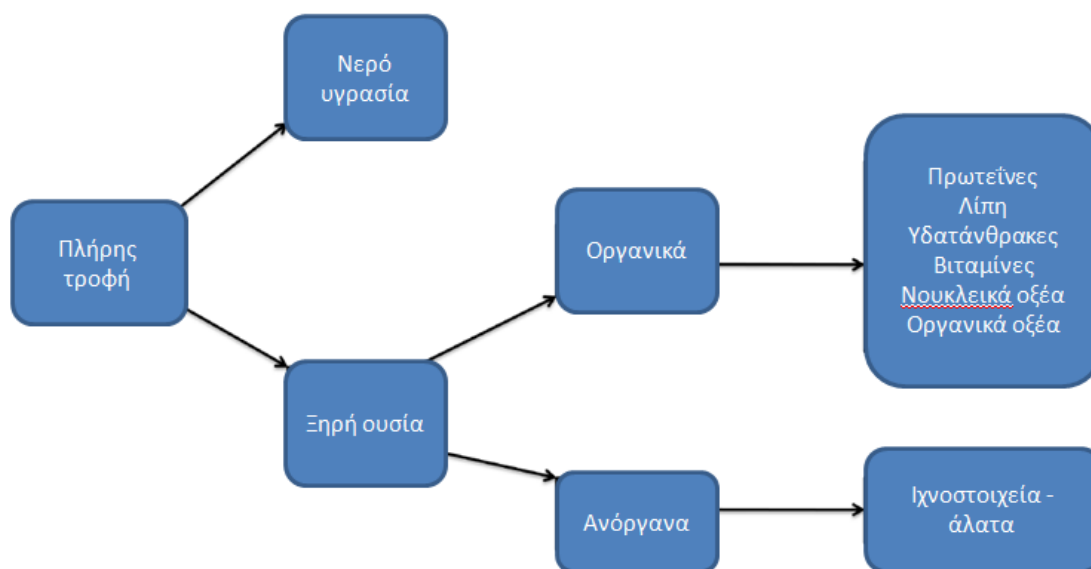 Νερό
υγρασία
Πλήρης
τροφή
Οργανικά
Πρωτεΐνες
Λίπη
Υδατάνθρακες
Βιταμίνες
Νουκλεικά οξέα
Οργανικά οξέα
Ξηρή ουσία
Ανόργανα
Ιχνοστοιχεία -
άλατα